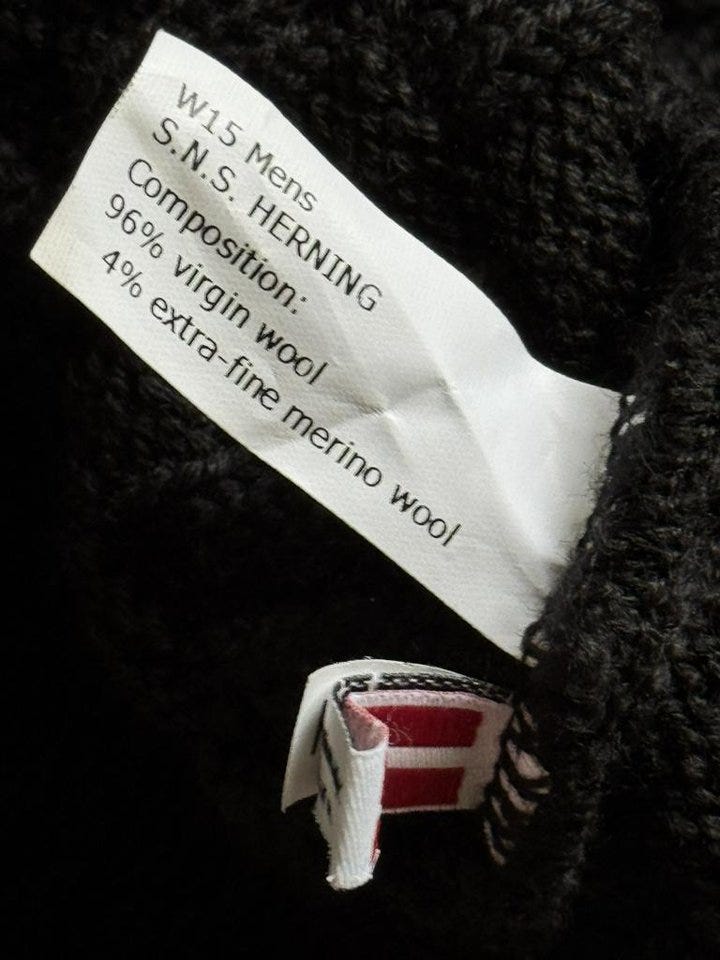 W15 Mens
S.N.S. HERNING
Composition:
96% virgin wool
4% extra-fine merino wool